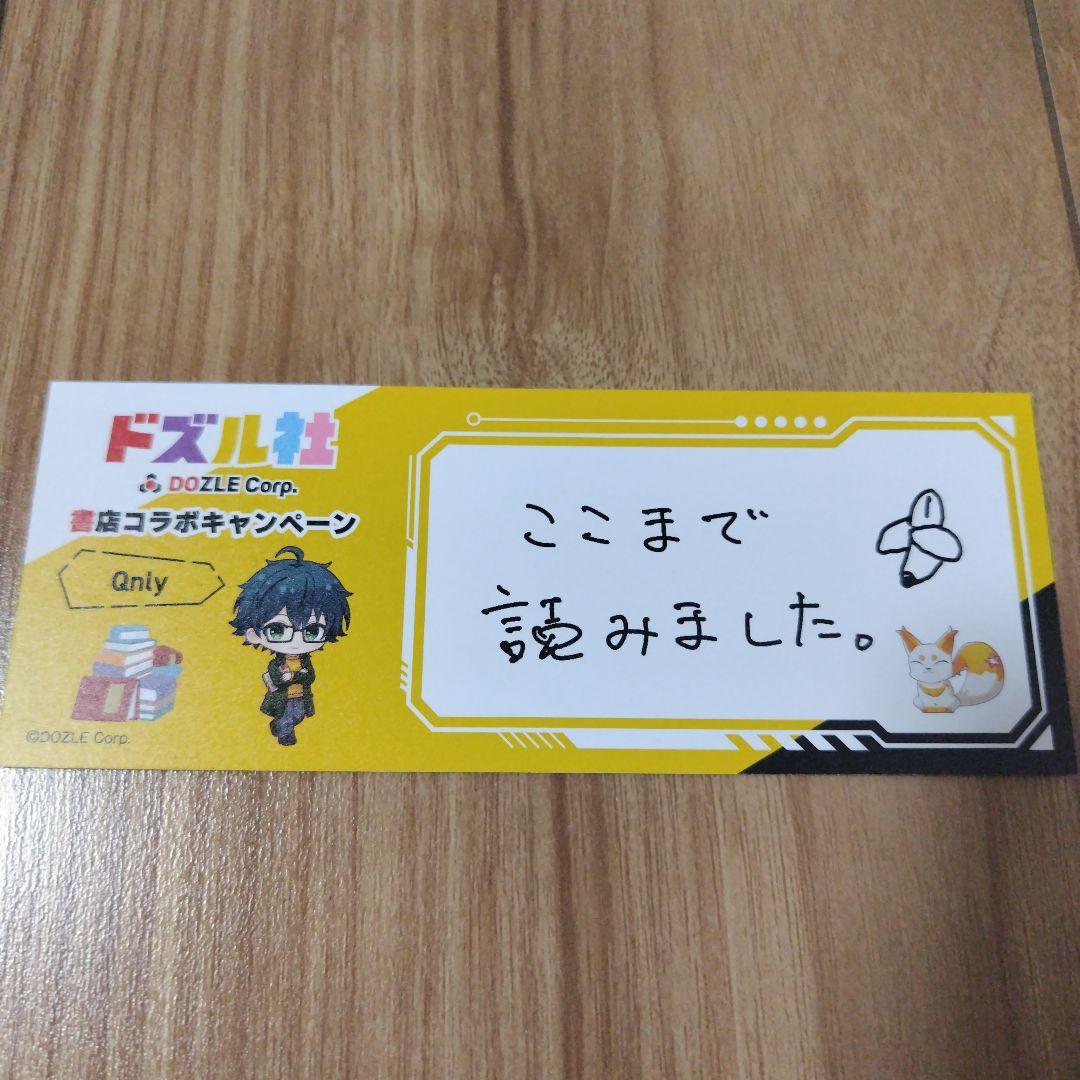 ドズル社
DOZLE Corp.
書店コラボキャンペーン
Qnly
©DOZLE Corp.
ここまで
読みました。